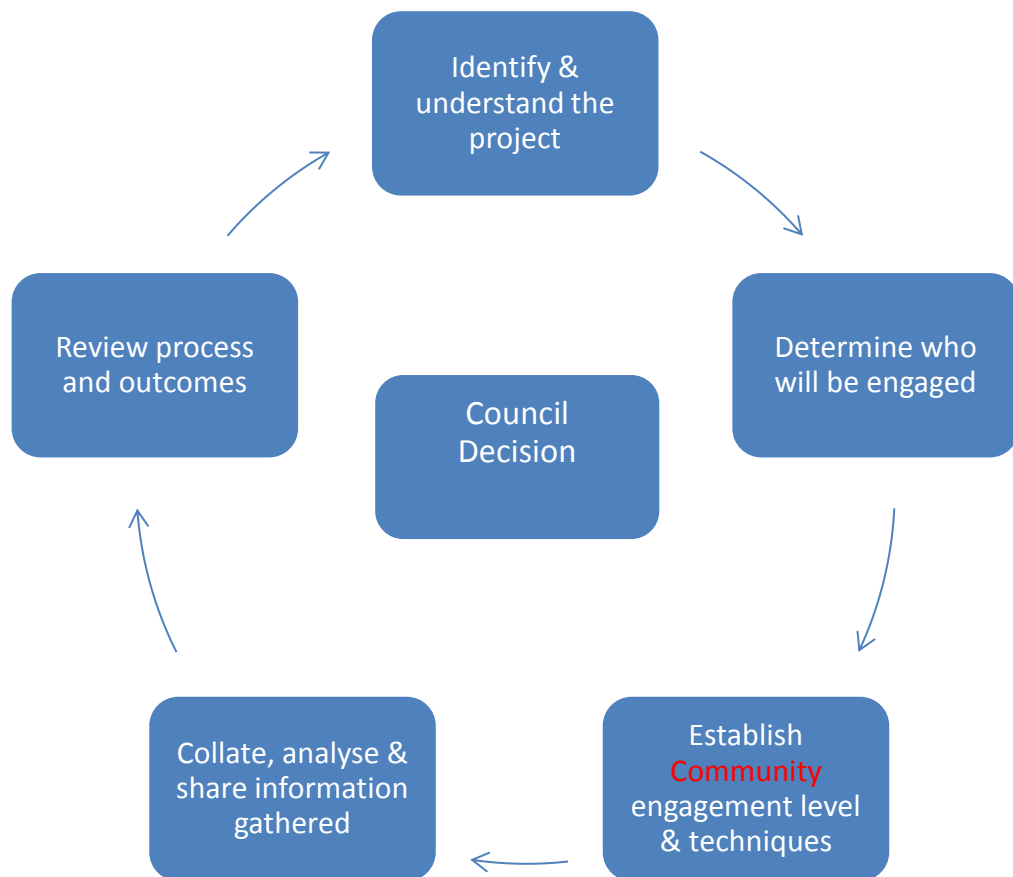 Identify &
understand the
project
Determine who
will be engaged
Establish
Community
engagement level
& techniques
Collate, analyse &
share information
gathered
Review process
and outcomes
Council
Decision